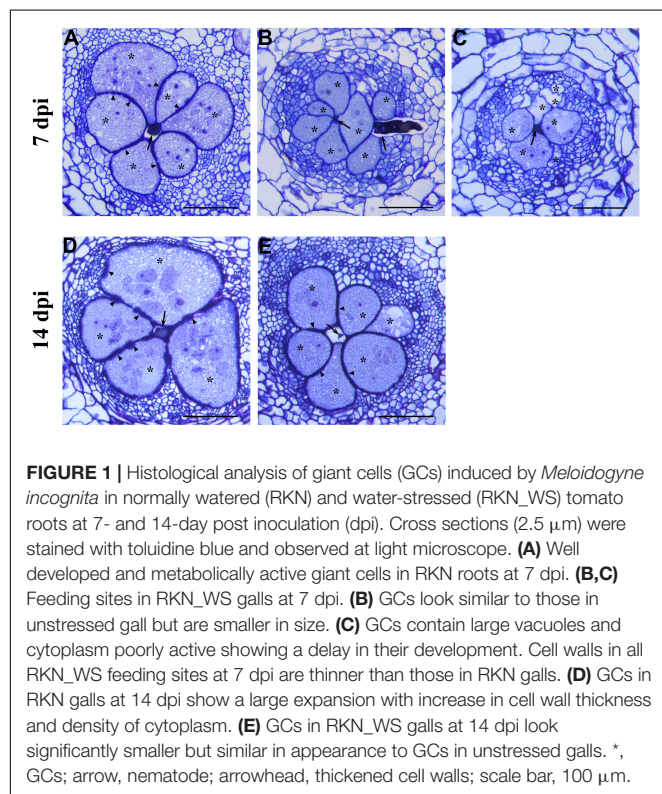 A
B
C
7 dpi
D
E
14 dpi
FIGURE 1 | Histological analysis of giant cells (GCs) induced by Meloidogyne
incognita in normally watered (RKN) and water-stressed (RKN_WS) tomato
roots at 7- and 14-day post inoculation (dpi). Cross sections (2.5 μm) were
stained with toluidine blue and observed at light microscope. (A) Well
developed and metabolically active giant cells in RKN roots at 7 dpi. (B,C)
Feeding sites in RKN_WS galls at 7 dpi. (B) GCs look similar to those in
unstressed gall but are smaller in size. (C) GCs contain large vacuoles and
cytoplasm poorly active showing a delay in their development. Cell walls in all
RKN_WS feeding sites at 7 dpi are thinner than those in RKN galls. (D) GCs in
RKN galls at 14 dpi show a large expansion with increase in cell wall thickness
and density of cytoplasm. (E) GCs in RKN_WS galls at 14 dpi look
significantly smaller but similar in appearance to GCs in unstressed galls. *,
GCs; arrow, nematode; arrowhead, thickened cell walls; scale bar, 100 μm.